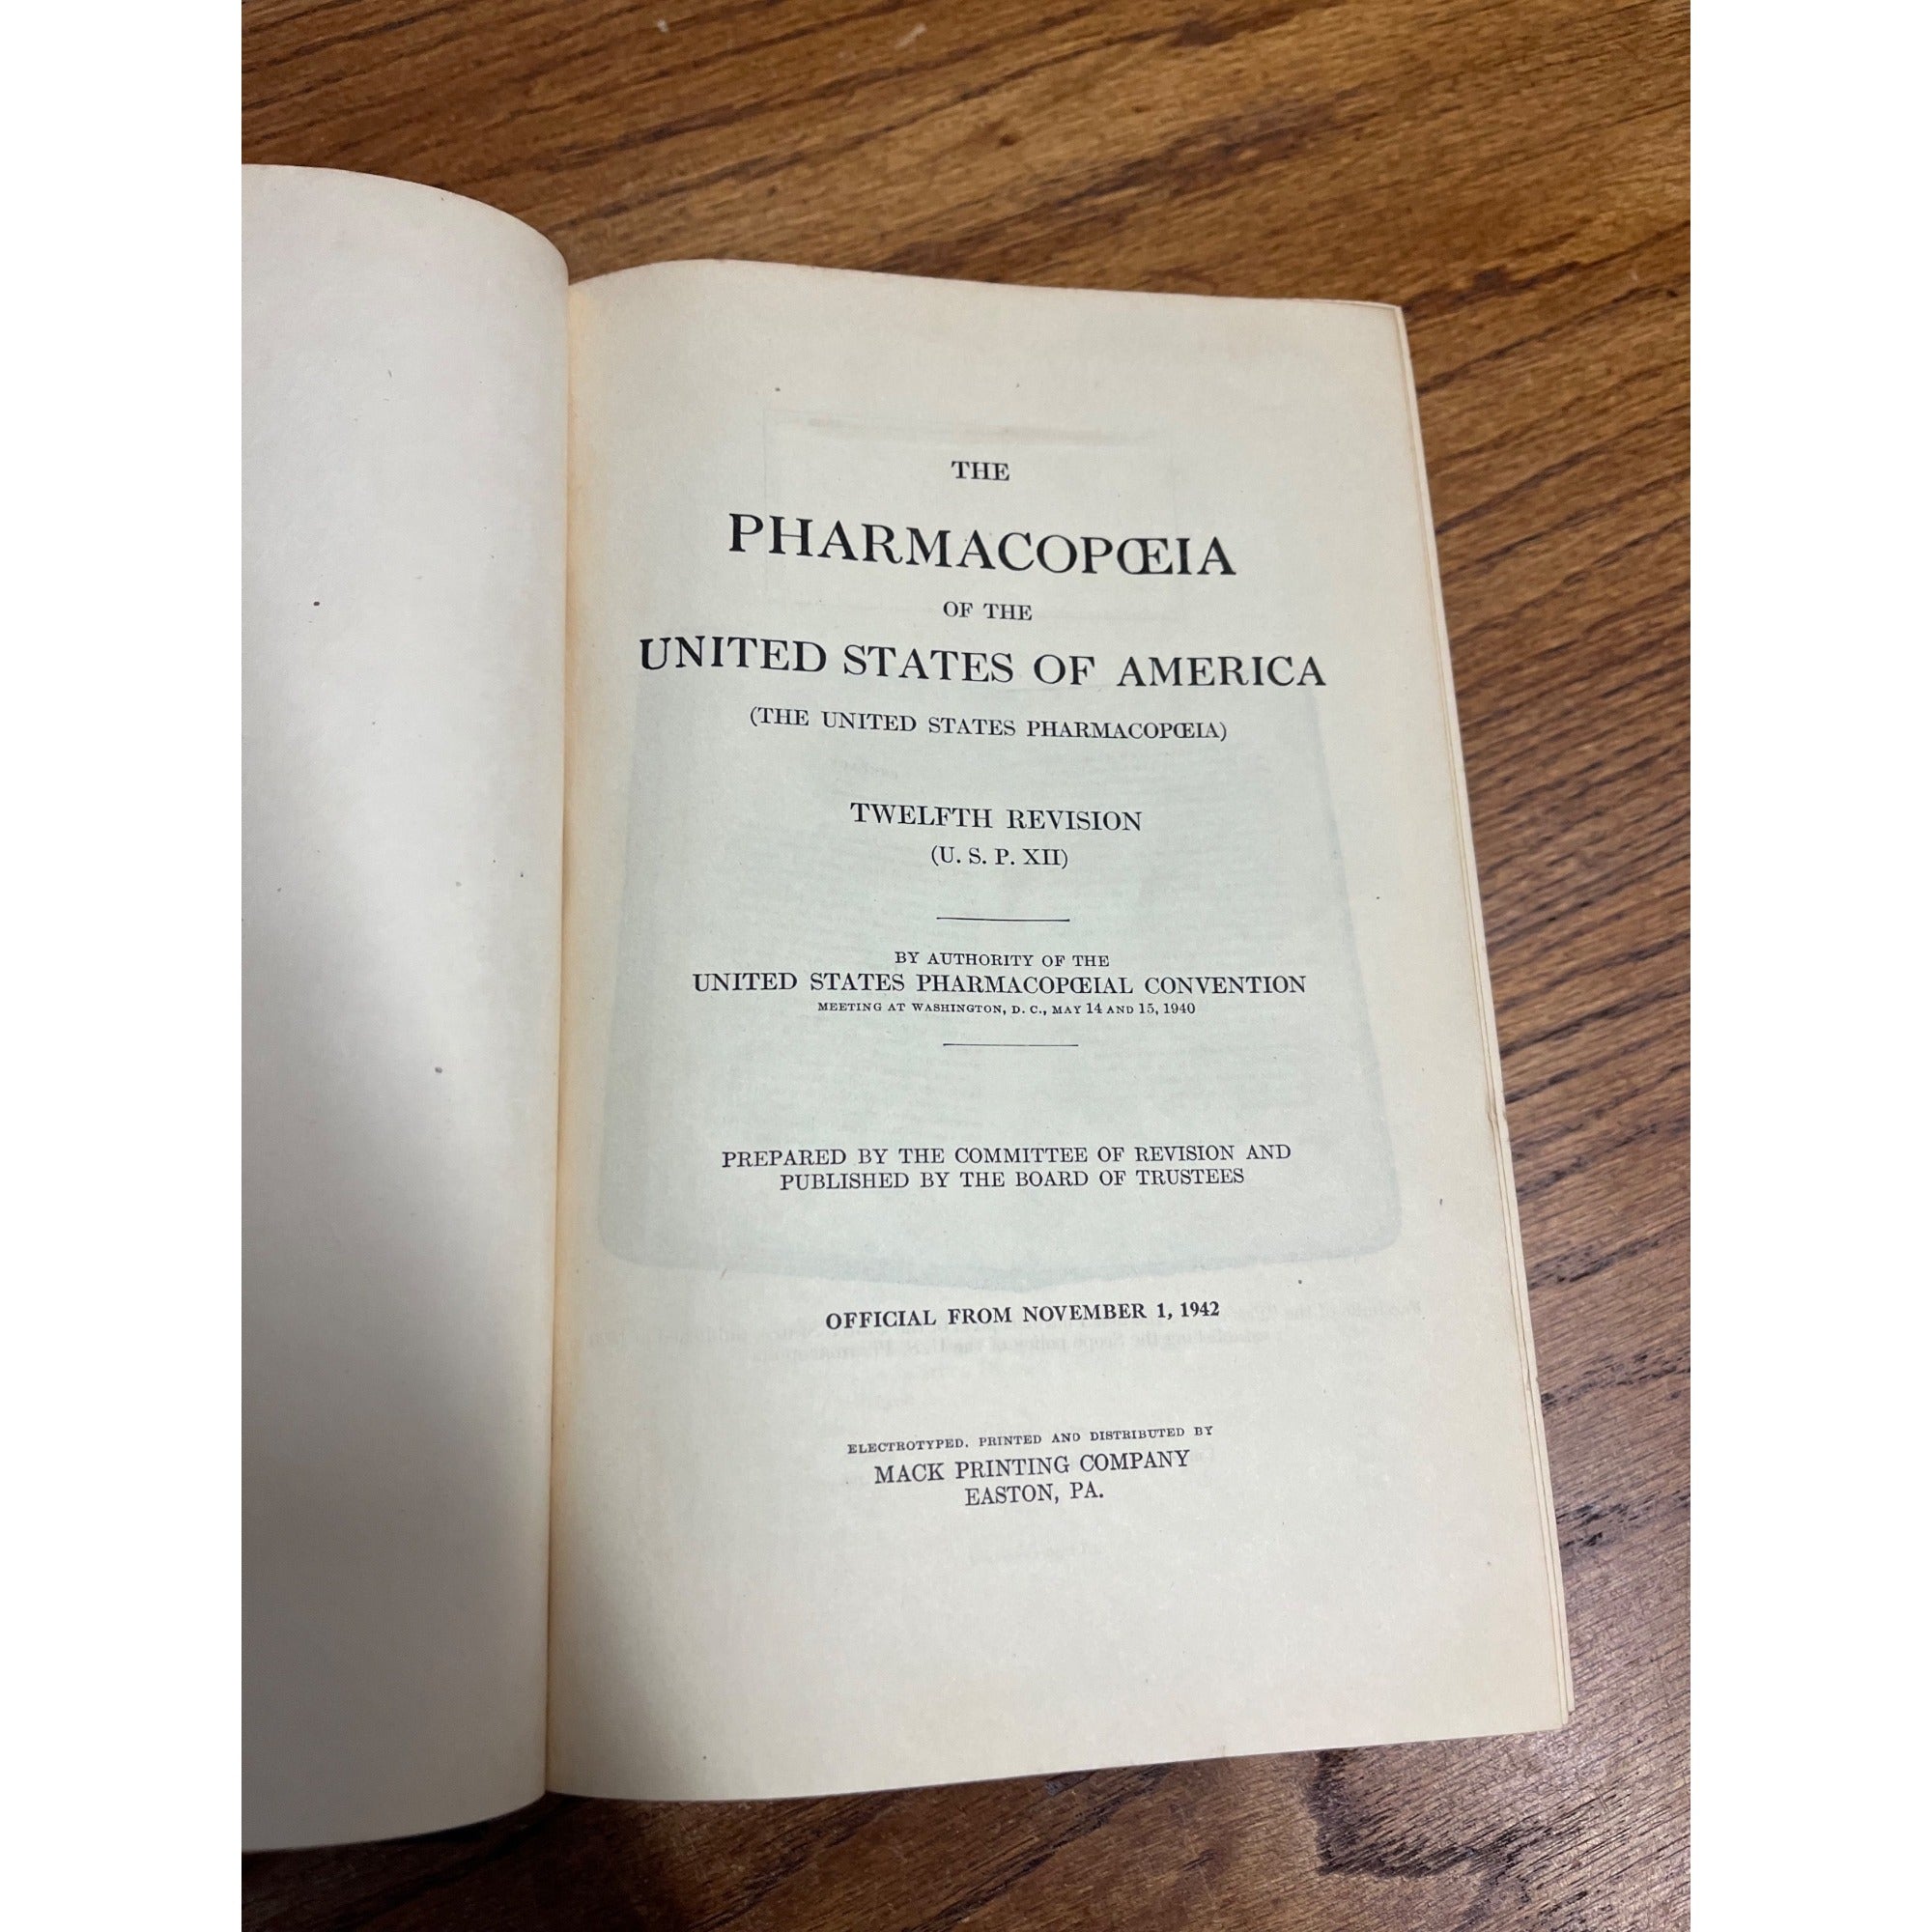 THE
PHARMACOPŒIA
OF THE
UNITED STATES OF AMERICA
(THE UNITED STATES PHARMACOPŒIA)
TWELFTH REVISION
(U. S. P. XII)
BY AUTHORITY OF THE
UNITED STATES PHARMACOPŒIAL CONVENTION
MEETING AT WASHINGTON, D. C., MAY 14 AND 15, 1940
PREPARED BY THE COMMITTEE OF REVISION AND
PUBLISHED BY THE BOARD OF TRUSTEES
OFFICIAL FROM NOVEMBER 1, 1942
ELECTROTYPED, PRINTED AND DISTRIBUTED BY
MACK PRINTING COMPANY
EASTON, PA.